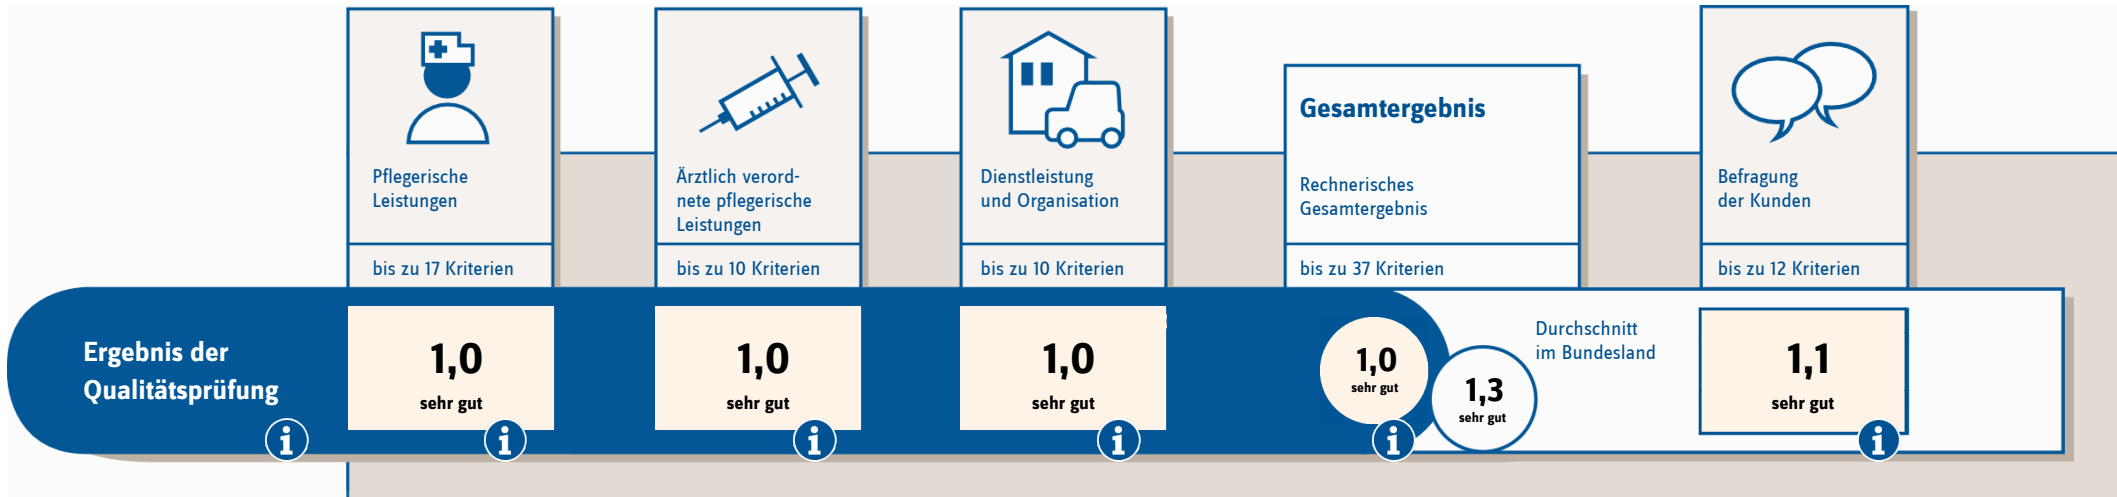 Pflegerische
Leistungen
bis zu 17 Kriterien
Ärztlich verord-
nete pflegerische
Leistungen
bis zu 10 Kriterien
Dienstleistung
und Organisation
bis zu 10 Kriterien
Gesamtergebnis
Rechnerisches
Gesamtergebnis
bis zu 37 Kriterien
Befragung
der Kunden
bis zu 12 Kriterien
Ergebnis der
Qualitätsprüfung
1,0
sehr gut
1,0
sehr gut
1,0
sehr gut
1,0
sehr gut
1,3
sehr gut
Durchschnitt
im Bundesland
1,1
sehr gut